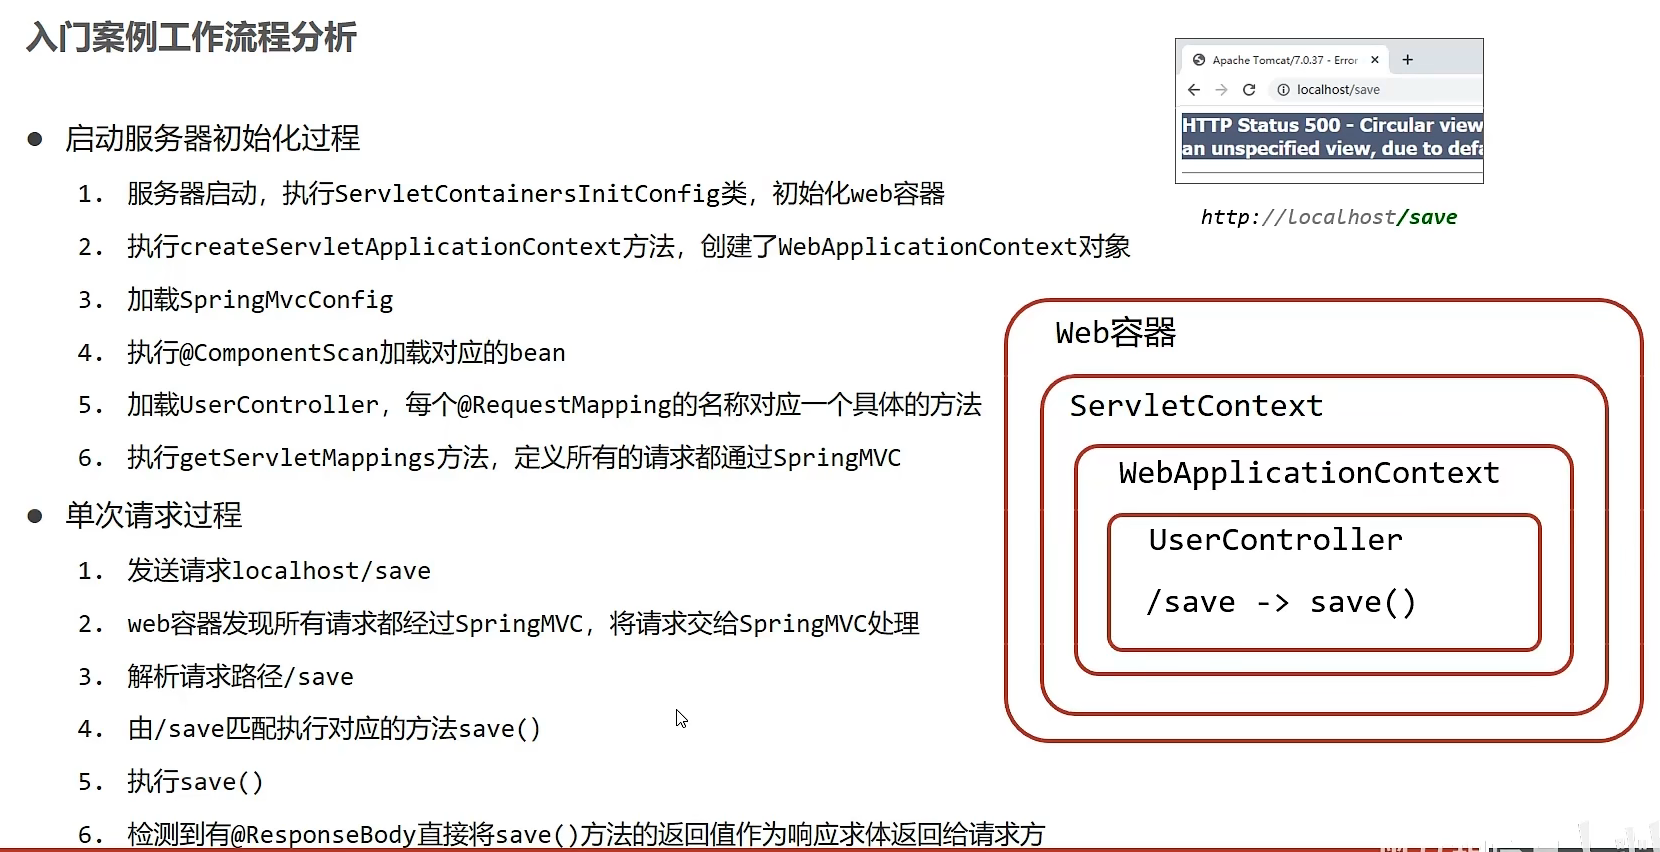 入门案例工作流程分析
● 启动服务器初始化过程
1. 服务器启动，执行ServletContainersInitConfig类，初始化web容器
2. 执行createServletApplicationContext方法，创建了WebApplicationContext对象
3. 加载SpringMvcConfig
4. 执行@ComponentScan加载对应的bean
5. 加载UserController，每个@RequestMapping的名称对应一个具体的方法
6. 执行getServletMappings方法，定义所有的请求都通过SpringMVC
● 单次请求过程
1. 发送请求localhost/save
2. web容器发现所有请求都经过SpringMVC，将请求交给SpringMVC处理
3. 解析请求路径/save
4. 由/save匹配执行对应的方法save()
5. 执行save()
6. 检测到有@ResponseBody直接将save()方法的返回值作为响应求体返回给请求方
Apache Tomcat/7.0.37 - Error
localhost/save
HTTP Status 500 - Circular view
an unspecified view, due to defa
http://localhost/save
Web容器
ServletContext
WebApplicationContext
UserController
/save -> save()